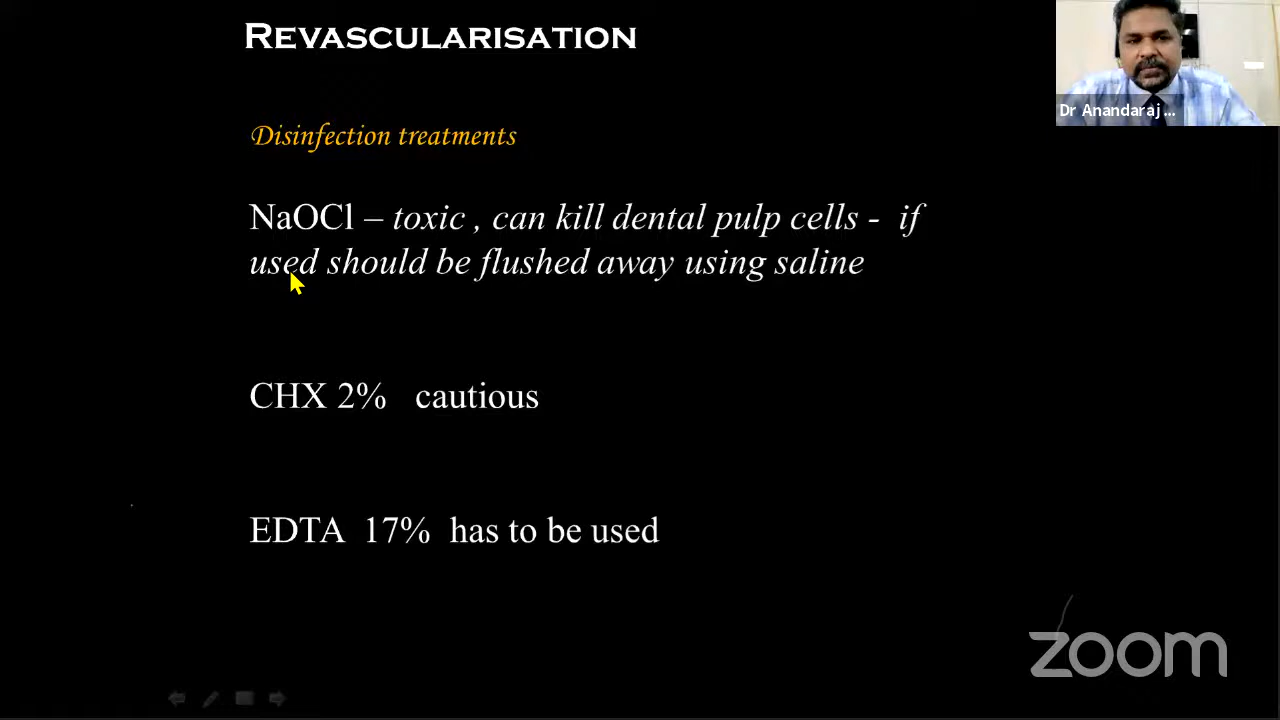 REVASCULARISATION
Dr Anandaraj ...
Disinfection treatments
NaOCl – toxic , can kill dental pulp cells - if
used should be flushed away using saline
CHX 2% cautious
EDTA 17% has to be used
zoom